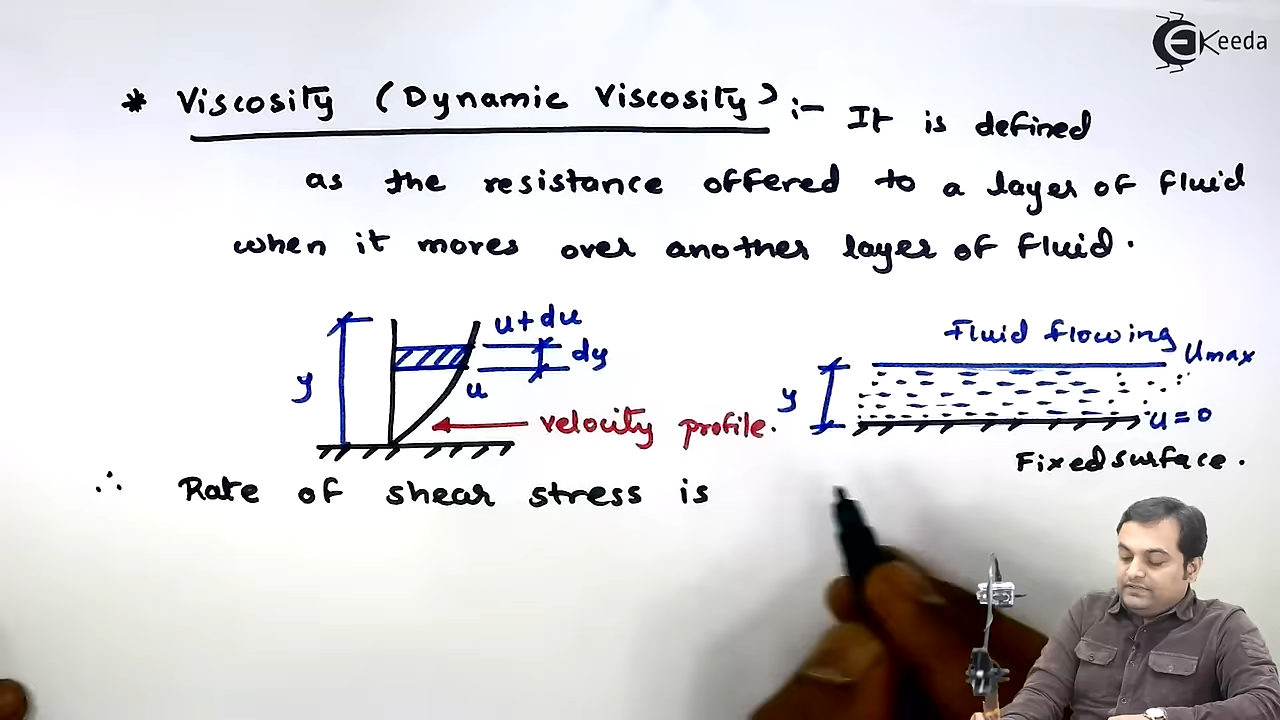 EKeeda
* Viscosity (Dynamic Viscosity) :- It is defined
as the resistance offered to a layer of fluid
when it moves over another layer of fluid.
u+du
dy
y
u
velocity profile.
Fluid flowing
Umax
y
u=0
Fixed surface.
∴ Rate of shear stress is